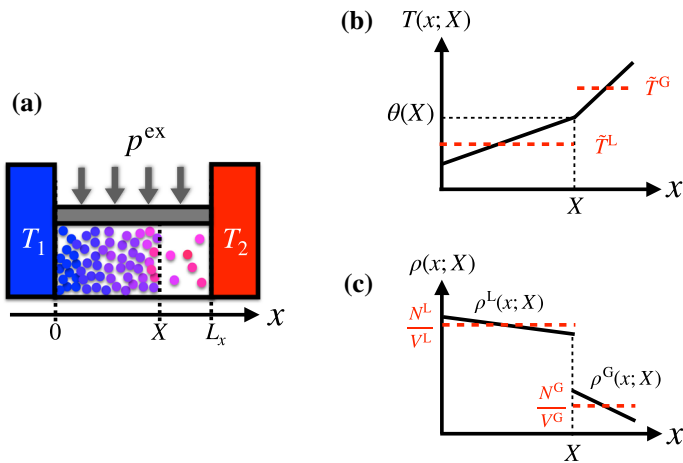 (a)
p^ex
T_1
T_2
0
X
L_x
x
(b)
T(x; X)
θ(X)
T̃^G
T̃^L
X
x
(c)
ρ(x; X)
N^L/V^L
ρ^L(x; X)
N^G/V^G
ρ^G(x; X)
X
x